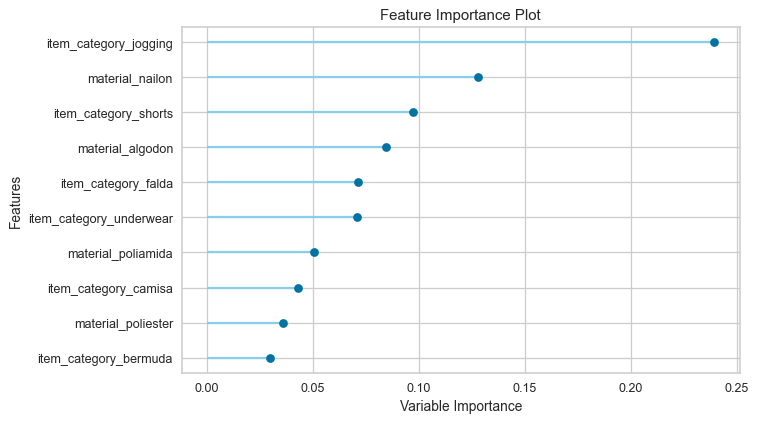 Feature Importance Plot
item_category_jogging
material_nailon
item_category_shorts
material_algodon
item_category_falda
item_category_underwear
material_poliamida
item_category_camisa
material_poliester
item_category_bermuda
Features
0.00 0.05 0.10 0.15 0.20 0.25
Variable Importance